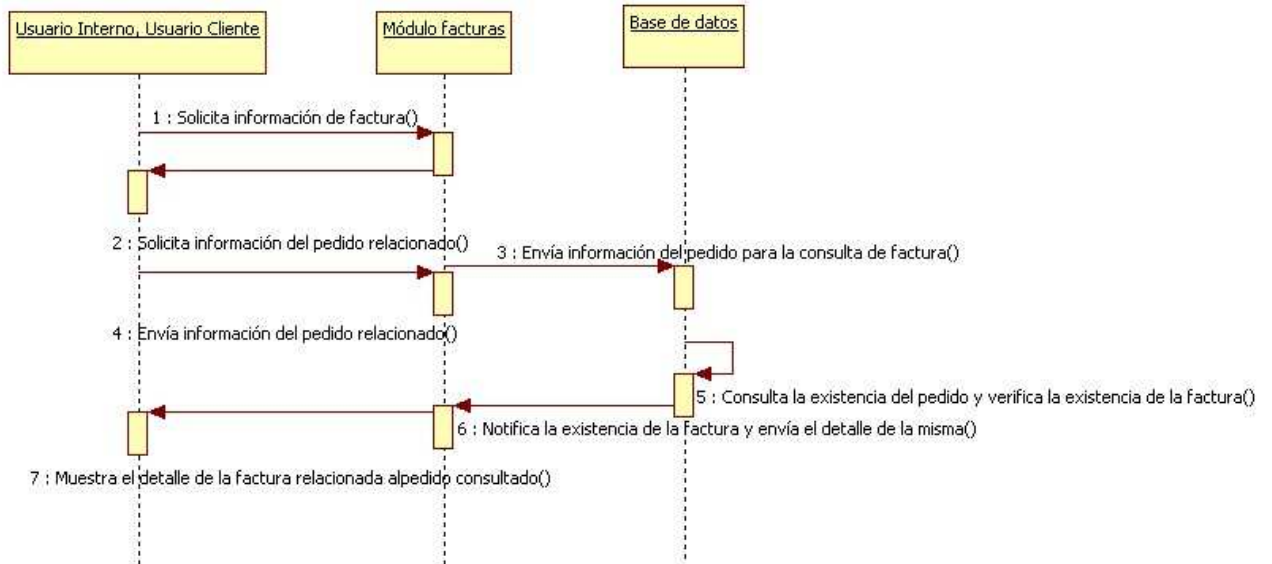 Usuario Interno, Usuario Cliente
Módulo facturas
Base de datos
1 : Solicita información de factura()
2 : Solicita información del pedido relacionado()
3 : Envía información del pedido para la consulta de factura()
4 : Envía información del pedido relacionado()
5 : Consulta la existencia del pedido y verifica la existencia de la factura()
6 : Notifica la existencia de la factura y envía el detalle de la misma()
7 : Muestra el detalle de la factura relacionada alpedido consultado()